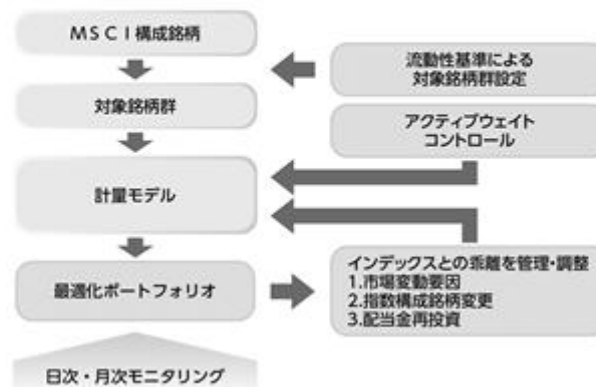 MSCI構成銘柄
流動性基準による
対象銘柄群設定
対象銘柄群
アクティブウェイト
コントロール
計量モデル
最適化ポートフォリオ
インデックスとの乖離を管理・調整
1.市場変動要因
2.指数構成銘柄変更
3.配当金再投資
日次・月次モニタリング